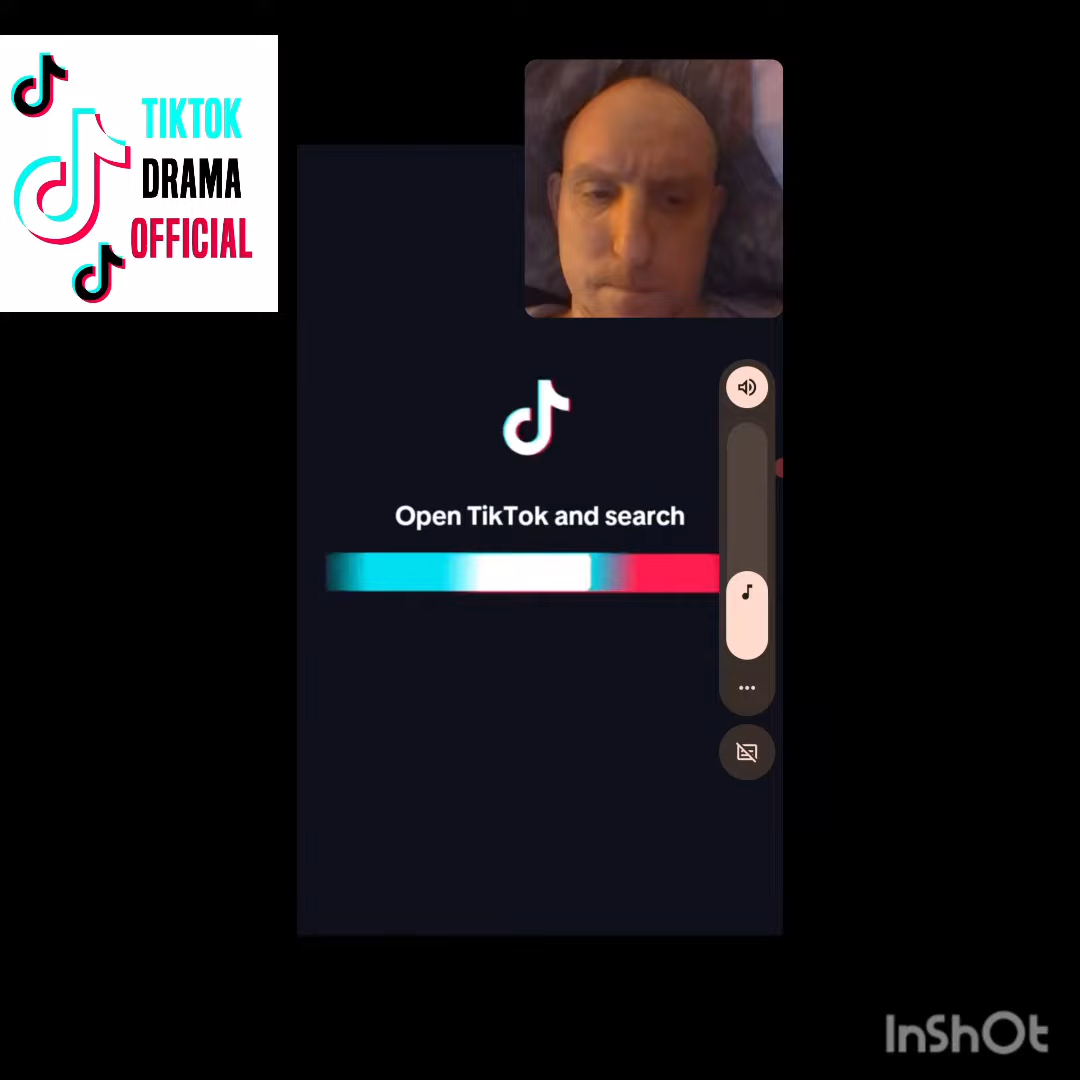 TIKTOK
DRAMA
OFFICIAL
Open TikTok and search
InShOt